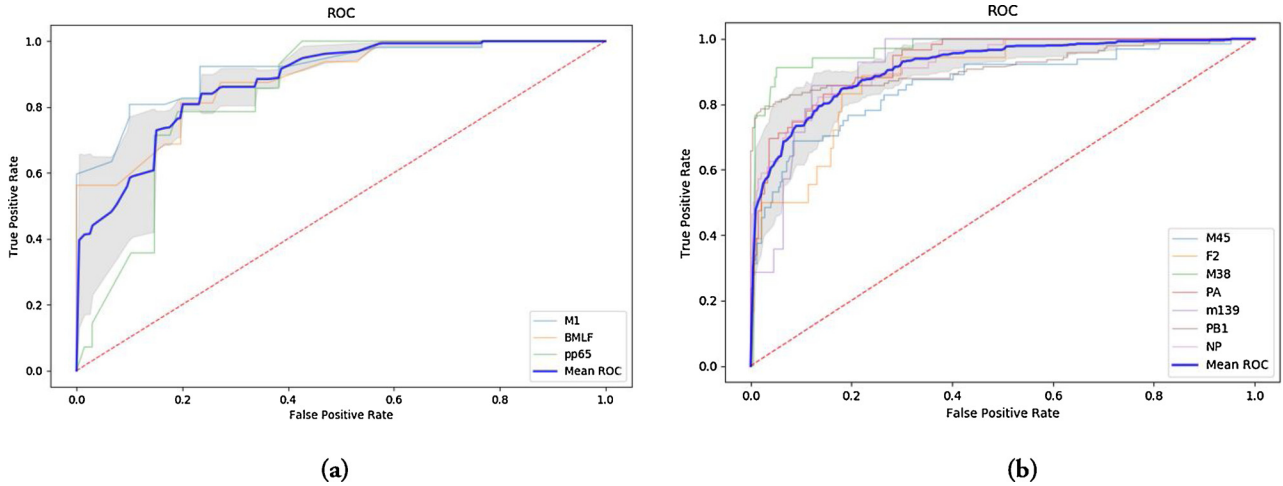 ROC
True Positive Rate
1.0
0.8
0.6
0.4
0.2
0.0
M1
BMLF
pp65
Mean ROC
0.0 0.2 0.4 0.6 0.8 1.0
False Positive Rate
(a)
ROC
True Positive Rate
1.0
0.8
0.6
0.4
0.2
0.0
M45
F2
M38
PA
m139
PB1
NP
Mean ROC
0.0 0.2 0.4 0.6 0.8 1.0
False Positive Rate
(b)